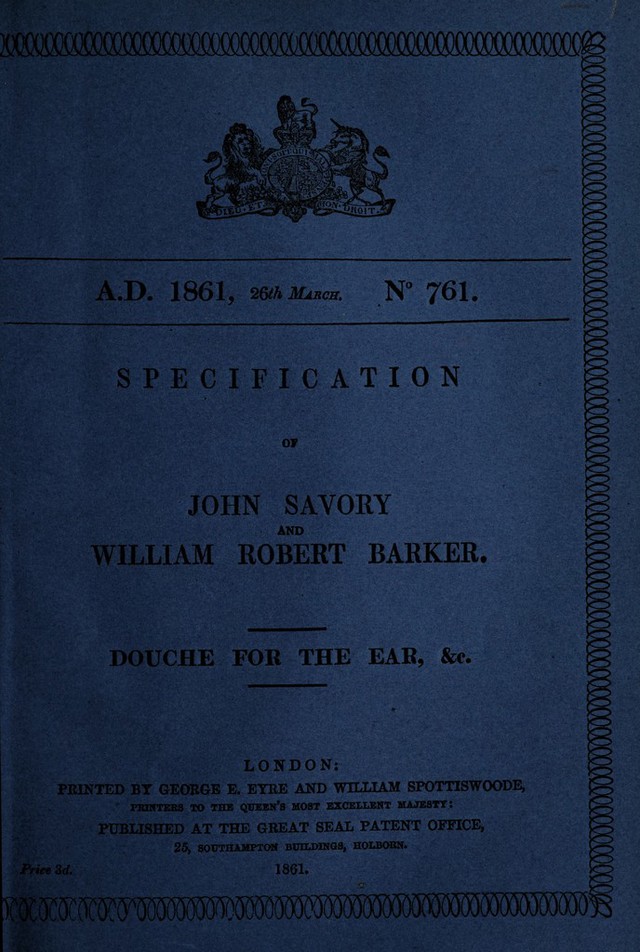 DIEU ET MON DROIT.
A.D. 1861, 26th MARCH. No 761.
SPECIFICATION
OF
JOHN SAVORY
AND
WILLIAM ROBERT BARKER.
DOUCHE FOR THE EAR, &c.
LONDON:
PRINTED BY GEORGE E. EYRE AND WILLIAM SPOTTISWOODE,
PRINTERS TO THE QUEEN'S MOST EXCELLENT MAJESTY:
PUBLISHED AT THE GREAT SEAL PATENT OFFICE,
25, SOUTHAMPTON BUILDINGS, HOLBORN.
Price 3d. 1861.